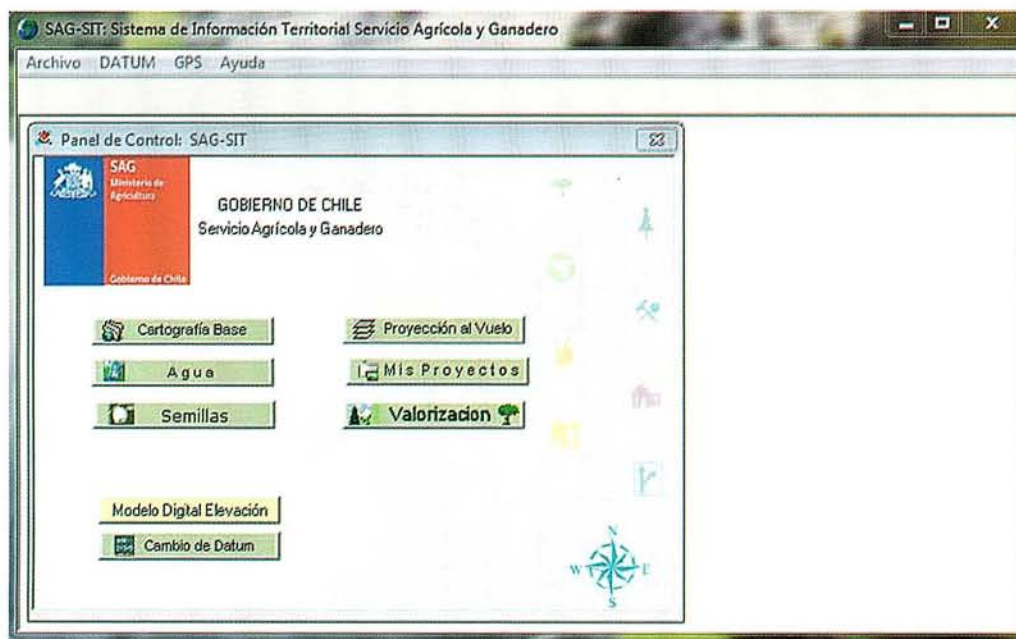 SAG-SIT: Sistema de Información Territorial Servicio Agrícola y Ganadero
Archivo DATUM GPS Ayuda
Panel de Control: SAG-SIT
SAG
Ministerio de
Agricultura
Gobierno de Chile
GOBIERNO DE CHILE
Servicio Agrícola y Ganadero
Cartografía Base
Proyección al Vuelo
Agua
Mis Proyectos
Semillas
Valorizacion
Modelo Digital Elevación
Cambio de Datum
N
W E
S